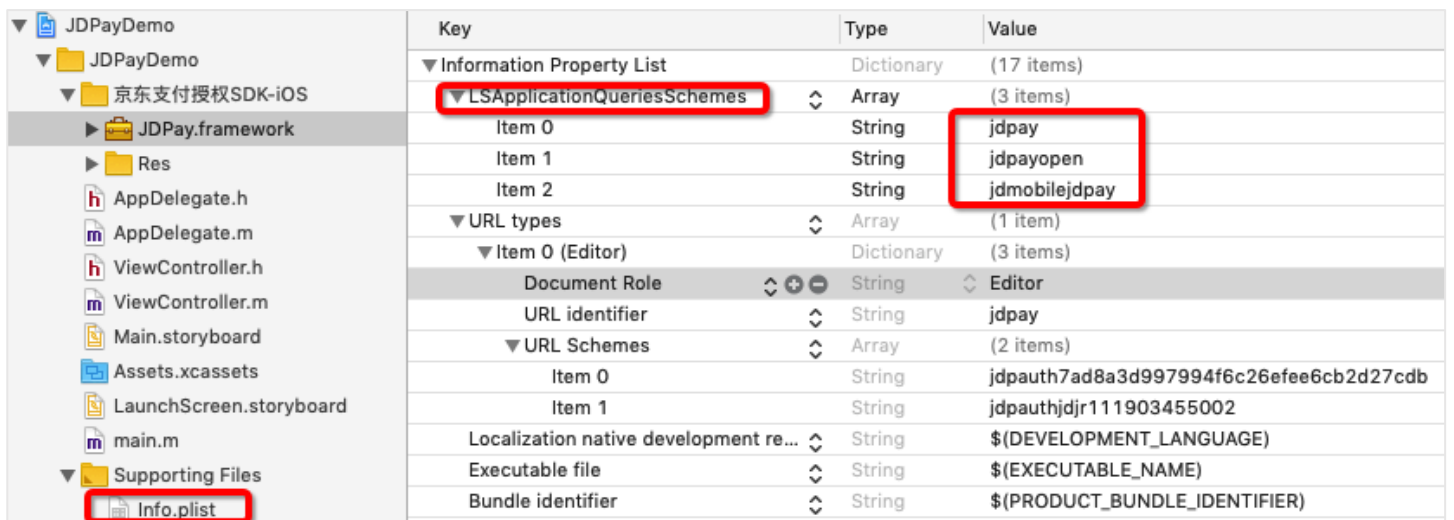 JDPayDemo
JDPayDemo
京东支付授权SDK-iOS
JDPay.framework
Res
AppDelegate.h
AppDelegate.m
ViewController.h
ViewController.m
Main.storyboard
Assets.xcassets
LaunchScreen.storyboard
main.m
Supporting Files
Info.plist
Key Type Value
Information Property List Dictionary (17 items)
LSApplicationQueriesSchemes Array (3 items)
Item 0 String jdpay
Item 1 String jdpayopen
Item 2 String jdmobilejdpay
URL types Array (1 item)
Item 0 (Editor) Dictionary (3 items)
Document Role String Editor
URL identifier String jdpay
URL Schemes Array (2 items)
Item 0 String jdpauth7ad8a3d997994f6c26efee6cb2d27cdb
Item 1 String jdpauthjdjr111903455002
Localization native development re... String $(DEVELOPMENT_LANGUAGE)
Executable file String $(EXECUTABLE_NAME)
Bundle identifier String $(PRODUCT_BUNDLE_IDENTIFIER)